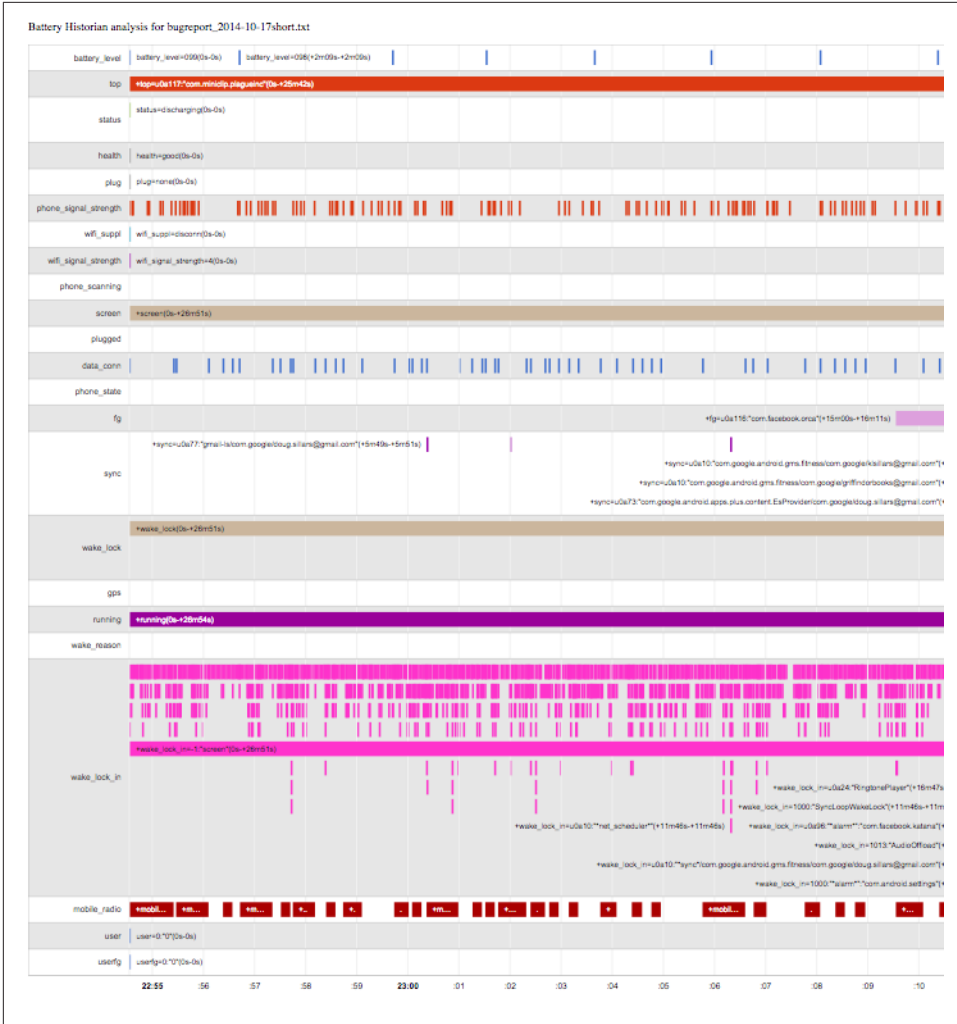 Battery Historian analysis for bugreport_2014-10-17short.txt
battery_level battery_level=099(0s-0s) battery_level=098(+2m09s-+2m09s)
top +top=u0a117:"com.miniclip.plagueinc"(0s-+25m42s)
status status=discharging(0s-0s)
health health=good(0s-0s)
plug plug=none(0s-0s)
phone_signal_strength
wifi_suppl wifi_suppl=disconn(0s-0s)
wifi_signal_strength wifi_signal_strength=4(0s-0s)
phone_scanning
screen +screen(0s-+26m51s)
plugged
data_conn
phone_state
fg +fg=u0a116:"com.facebook.orca"(+15m00s-+16m11s)
sync +sync=u0a77:"gmail-ls/com.google/doug.sillars@gmail.com"(+5m49s-+5m51s)
+sync=u0a10:"com.google.android.gms.fitness/com.google/klsillars@gmail.com"(+
+sync=u0a10:"com.google.android.gms.fitness/com.google/griffindorbooks@gmail.com"(+
+sync=u0a73:"com.google.android.apps.plus.content.EsProvider/com.google/doug.sillars@gmail.com"(+
wake_lock +wake_lock(0s-+26m51s)
gps
running +running(0s-+26m54s)
wake_reason
wake_lock_in +wake_lock_in=-1:"screen"(0s-+26m51s)
+wake_lock_in=u0a24:"RingtonePlayer"(+16m47s
+wake_lock_in=1000:"SyncLoopWakeLock"(+11m46s-+11m
+wake_lock_in=u0a10:"*net_scheduler*"(+11m46s-+11m46s) +wake_lock_in=u0a96:"*alarm*":"com.facebook.katana"(+
+wake_lock_in=1013:"AudioOffload"(+
+wake_lock_in=u0a10:"*sync*/com.google.android.gms.fitness/com.google/doug.sillars@gmail.com"(+
+wake_lock_in=1000:"*alarm*":"com.android.settings"(+
mobile_radio +mobil... +m... +m... +.. +. . +m... +... . + +mobil... . +...
user user=0:"0"(0s-0s)
userfg userfg=0:"0"(0s-0s)
22:55 :56 :57 :58 :59 23:00 :01 :02 :03 :04 :05 :06 :07 :08 :09 :10